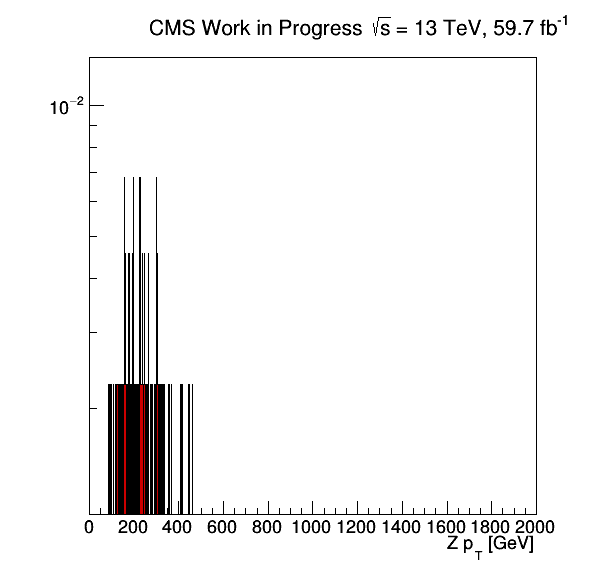 CMS Work in Progress √s = 13 TeV, 59.7 fb⁻¹
10⁻²
0 200 400 600 800 1000 1200 1400 1600 1800 2000
Z p_T [GeV]